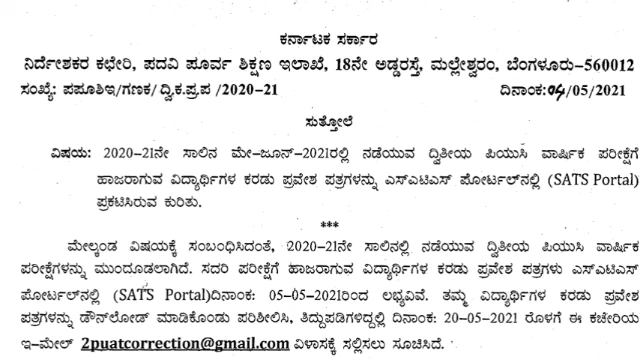 ಕರ್ನಾಟಕ ಸರ್ಕಾರ
ನಿರ್ದೇಶಕರ ಕಛೇರಿ, ಪದವಿ ಪೂರ್ವ ಶಿಕ್ಷಣ ಇಲಾಖೆ, 18ನೇ ಅಡ್ಡರಸ್ತೆ, ಮಲ್ಲೇಶ್ವರಂ, ಬೆಂಗಳೂರು-560012
ಸಂಖ್ಯೆ: ಪಪೂಶಿಇ/ಗಣಕ/ದ್ವಿ.ಕ.ಪ್ರ.ಪ /2020-21 ದಿನಾಂಕ:04/05/2021
ಸುತ್ತೋಲೆ
ವಿಷಯ: 2020-21ನೇ ಸಾಲಿನ ಮೇ-ಜೂನ್-2021ರಲ್ಲಿ ನಡೆಯುವ ದ್ವಿತೀಯ ಪಿಯುಸಿ ವಾರ್ಷಿಕ ಪರೀಕ್ಷೆಗೆ
ಹಾಜರಾಗುವ ವಿದ್ಯಾರ್ಥಿಗಳ ಕರಡು ಪ್ರವೇಶ ಪತ್ರಗಳನ್ನು ಎಸ್ಎಟಿಎಸ್ ಪೋರ್ಟಲ್‌ನಲ್ಲಿ (SATS Portal)
ಪ್ರಕಟಿಸಿರುವ ಕುರಿತು.
***
ಮೇಲ್ಕಂಡ ವಿಷಯಕ್ಕೆ ಸಂಬಂಧಿಸಿದಂತೆ, 2020-21ನೇ ಸಾಲಿನಲ್ಲಿ ನಡೆಯುವ ದ್ವಿತೀಯ ಪಿಯುಸಿ ವಾರ್ಷಿಕ
ಪರೀಕ್ಷೆಗಳನ್ನು ಮುಂದೂಡಲಾಗಿದೆ. ಸದರಿ ಪರೀಕ್ಷೆಗೆ ಹಾಜರಾಗುವ ವಿದ್ಯಾರ್ಥಿಗಳ ಕರಡು ಪ್ರವೇಶ ಪತ್ರಗಳು ಎಸ್ಎಟಿಎಸ್
ಪೋರ್ಟಲ್‌ನಲ್ಲಿ (SATS Portal)ದಿನಾಂಕ: 05-05-2021ರಿಂದ ಲಭ್ಯವಿವೆ. ತಮ್ಮ ವಿದ್ಯಾರ್ಥಿಗಳ ಕರಡು ಪ್ರವೇಶ
ಪತ್ರಗಳನ್ನು ಡೌನ್‌ಲೋಡ್ ಮಾಡಿಕೊಂಡು ಪರಿಶೀಲಿಸಿ, ತಿದ್ದುಪಡಿಗಳಿದ್ದಲ್ಲಿ ದಿನಾಂಕ: 20-05-2021 ರೊಳಗೆ ಈ ಕಚೇರಿಯ
ಇ-ಮೇಲ್ 2puatcorrection@gmail.com ವಿಳಾಸಕ್ಕೆ ಸಲ್ಲಿಸಲು ಸೂಚಿಸಿದೆ.